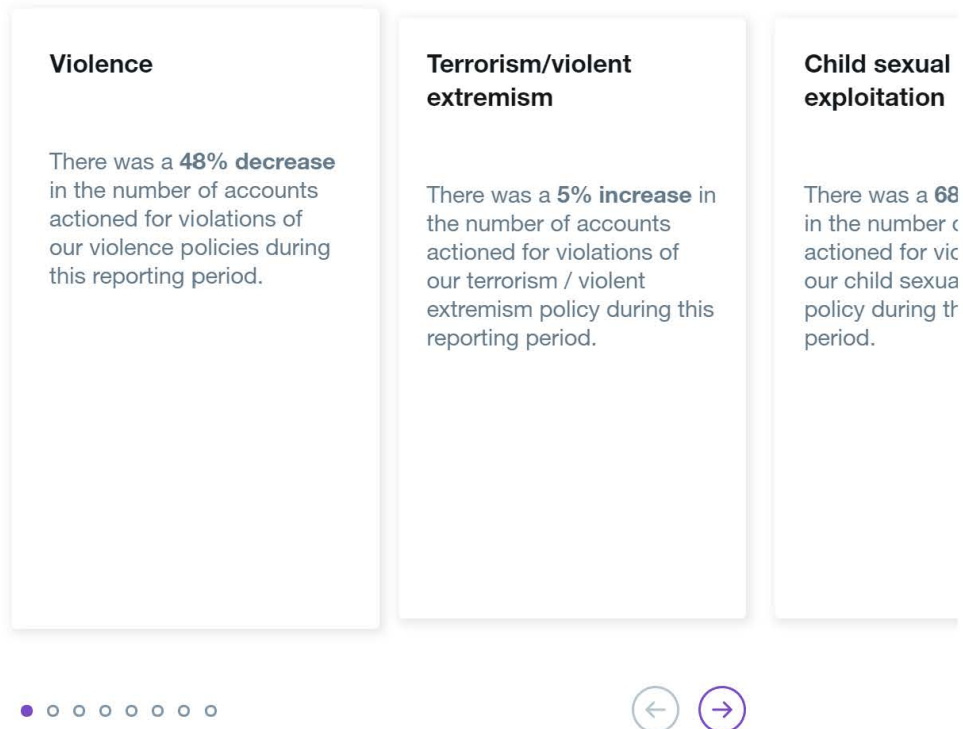 Violence
There was a 48% decrease
in the number of accounts
actioned for violations of
our violence policies during
this reporting period.
Terrorism/violent
extremism
There was a 5% increase in
the number of accounts
actioned for violations of
our terrorism / violent
extremism policy during this
reporting period.
Child sexual
exploitation
There was a 68
in the number
actioned for
our child
policy during
period.